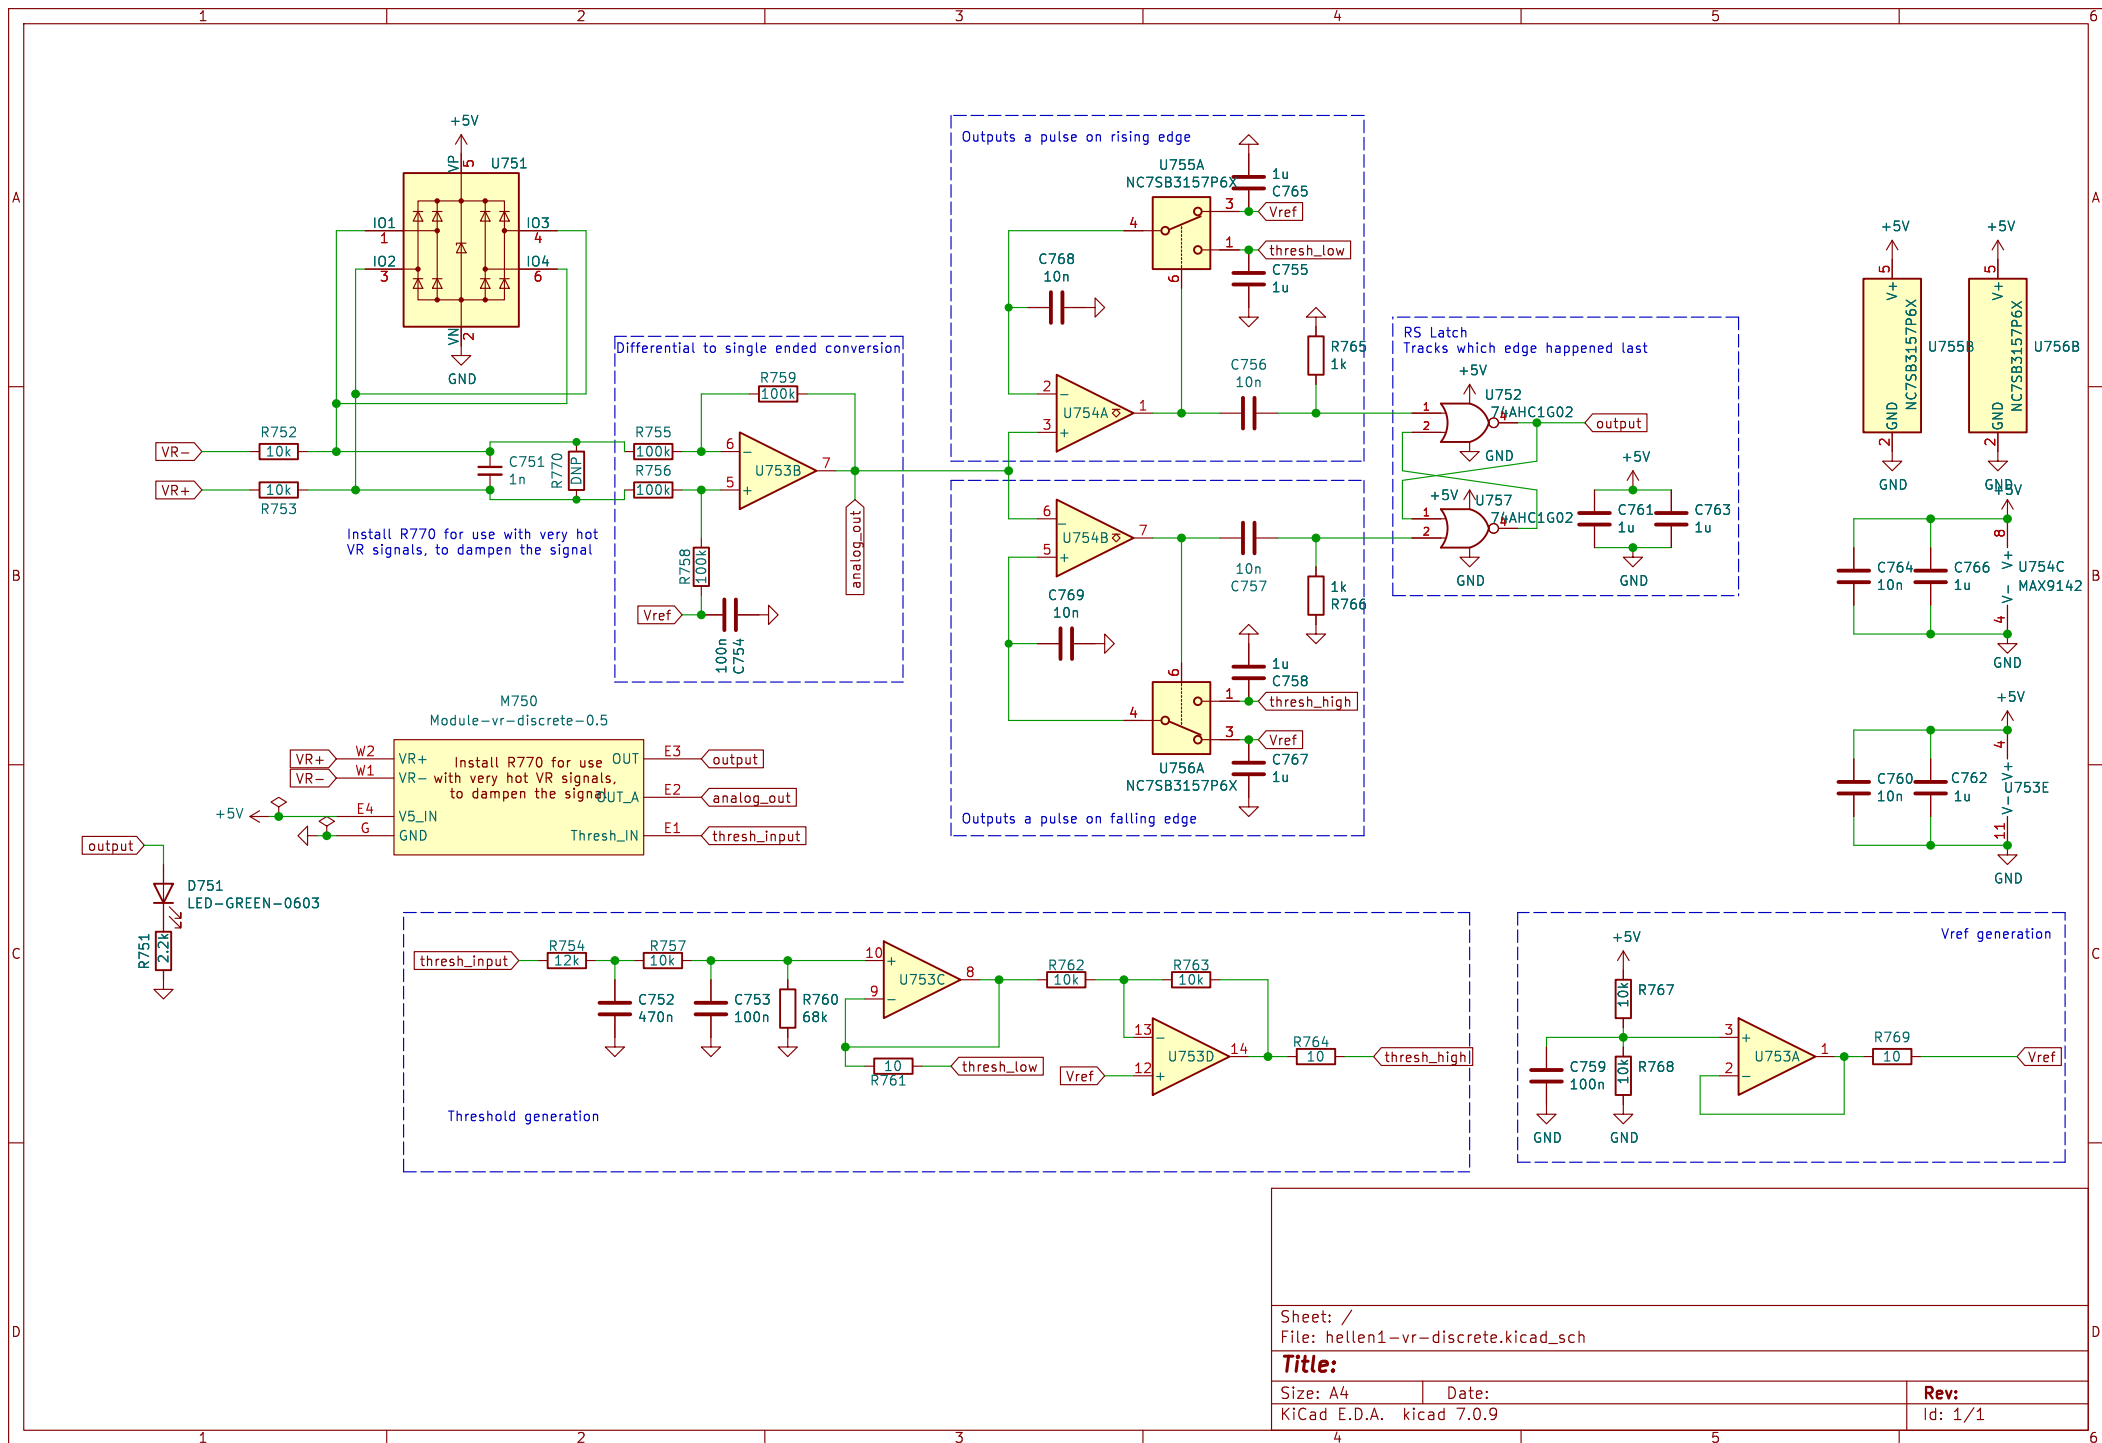 1 2 3 4 5 6
A
B
C
D
A
B
C
D
1 2 3 4 5 6
+5V
U751
VP
5
IO1
1
IO2
3
IO3
4
IO4
6
VN
2
GND
VR-
R752
10k
VR+
10k
R753
C751
1n
R770
DNP
Install R770 for use with very hot
VR signals, to dampen the signal
Differential to single ended conversion
R759
100k
R755
100k
R756
100k
6
5
U753B
7
R758
100k
Vref
100n
C754
analog_out
Outputs a pulse on rising edge
U755A
NC7SB3157P6X
4
3
1
6
1u
C765
Vref
thresh_low
C755
1u
C768
10n
2
3
U754A
1
C756
10n
R765
1k
Outputs a pulse on falling edge
6
5
U754B
7
10n
C757
1k
R766
C769
10n
6
4
1
3
U756A
NC7SB3157P6X
1u
C758
thresh_high
Vref
C767
1u
RS Latch
Tracks which edge happened last
+5V
U752
74AHC1G02
1
2
4
GND
output
+5V
U757
74AHC1G02
1
2
4
GND
+5V
C761
1u
C763
1u
GND
+5V
5
V+
NC7SB3157P6X
GND
2
GND
U755B
+5V
5
V+
NC7SB3157P6X
GND
2
GND
U756B
+5V
8
V+
V-
4
C764
10n
C766
1u
U754C
MAX9142
GND
+5V
4
V+
V-
11
C760
10n
C762
1u
U753E
GND
M750
Module-vr-discrete-0.5
VR+
W2
VR+
VR-
W1
VR-
+5V
E4
V5_IN
G
GND
Install R770 for use
with very hot VR signals,
to dampen the signal
OUT
E3
output
OUT_A
E2
analog_out
Thresh_IN
E1
thresh_input
output
D751
LED-GREEN-0603
R751
2.2k
thresh_input
R754
12k
R757
10k
C752
470n
C753
100n
R760
68k
10
9
U753C
8
10
R761
thresh_low
R762
10k
R763
10k
13
12
U753D
14
Vref
R764
10
thresh_high
Threshold generation
Vref generation
+5V
10k
R767
10k
R768
C759
100n
GND
GND
3
2
U753A
1
R769
10
Vref
Sheet: /
File: hellen1-vr-discrete.kicad_sch
Title:
Size: A4
Date:
Rev:
KiCad E.D.A. kicad 7.0.9
Id: 1/1